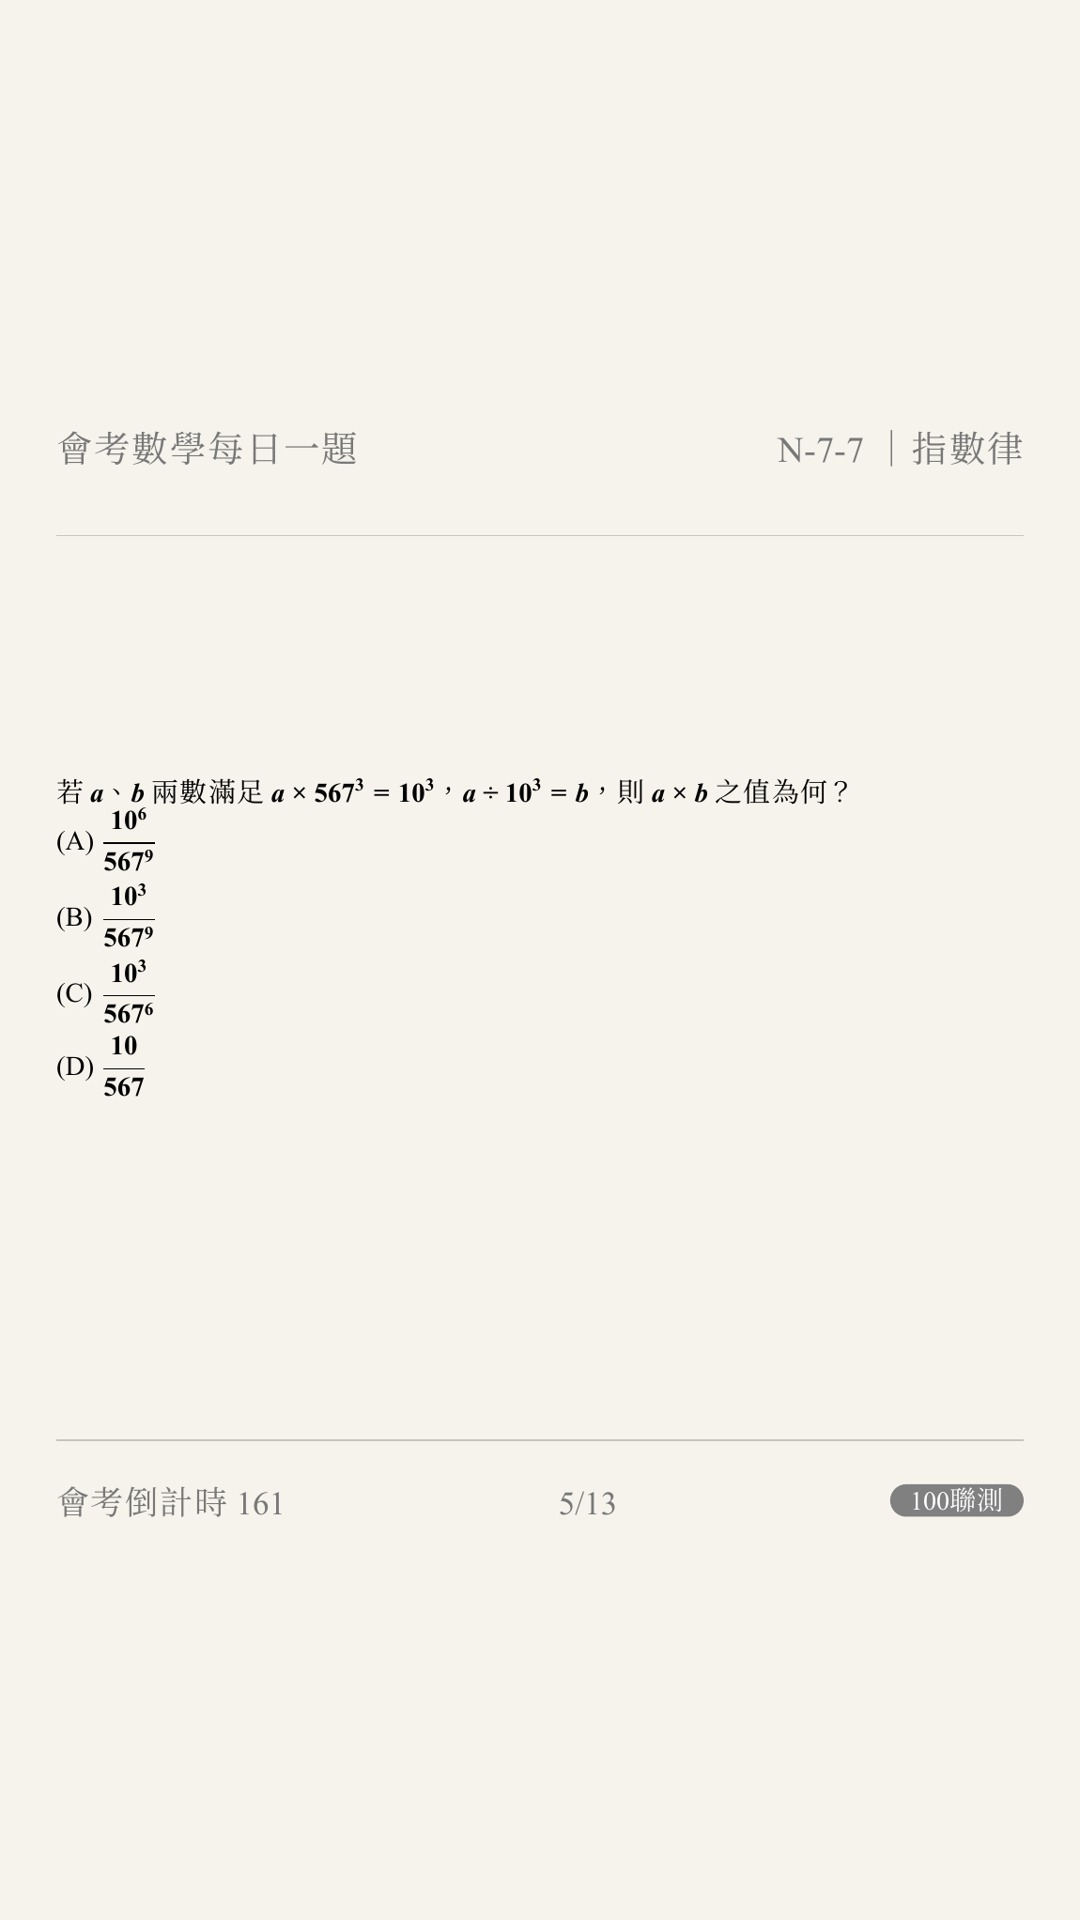 會考數學每日一題
N-7-7 ｜指數律
若 a、b 兩數滿足 a × 567³ = 10³，a ÷ 10³ = b，則 a × b 之值為何？
(A) 10⁶/567⁹
(B) 10³/567⁹
(C) 10³/567⁶
(D) 10/567
會考倒計時 161
5/13
100聯測